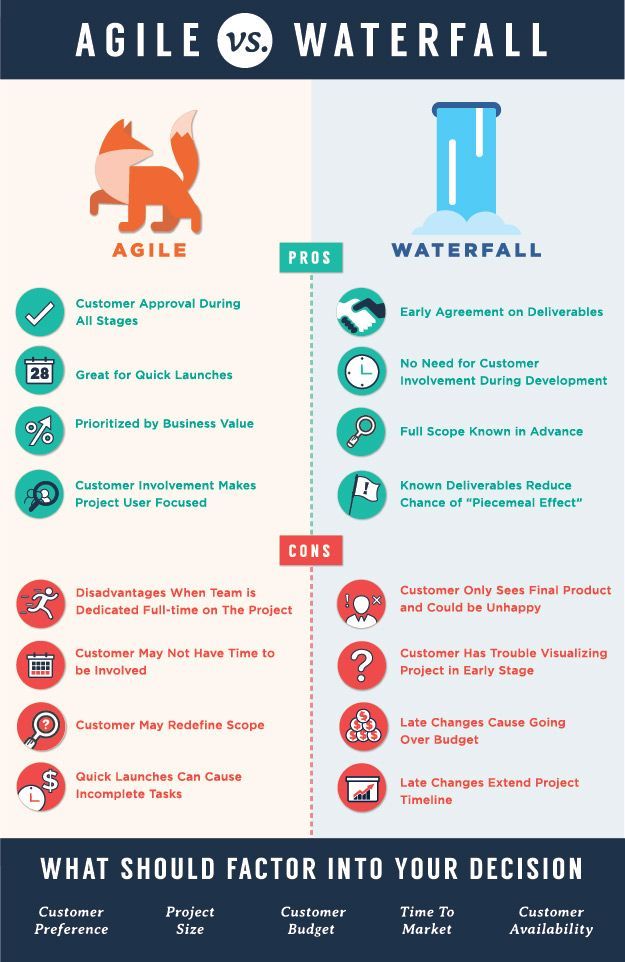 AGILE vs. WATERFALL
AGILE
WATERFALL
PROS
Customer Approval During
All Stages
28
Great for Quick Launches
Prioritized by Business Value
Customer Involvement Makes
Project User Focused
Early Agreement on Deliverables
No Need for Customer
Involvement During Development
Full Scope Known in Advance
!
Known Deliverables Reduce
Chance of “Piecemeal Effect”
CONS
Disadvantages When Team is
Dedicated Full-time on The Project
Customer May Not Have Time to
be Involved
?
Customer May Redefine Scope
$
Quick Launches Can Cause
Incomplete Tasks
! x
Customer Only Sees Final Product
and Could be Unhappy
?
Customer Has Trouble Visualizing
Project in Early Stage
$
$ $
$ $ $
Late Changes Cause Going
Over Budget
Late Changes Extend Project
Timeline
WHAT SHOULD FACTOR INTO YOUR DECISION
Customer
Preference
Project
Size
Customer
Budget
Time To
Market
Customer
Availability